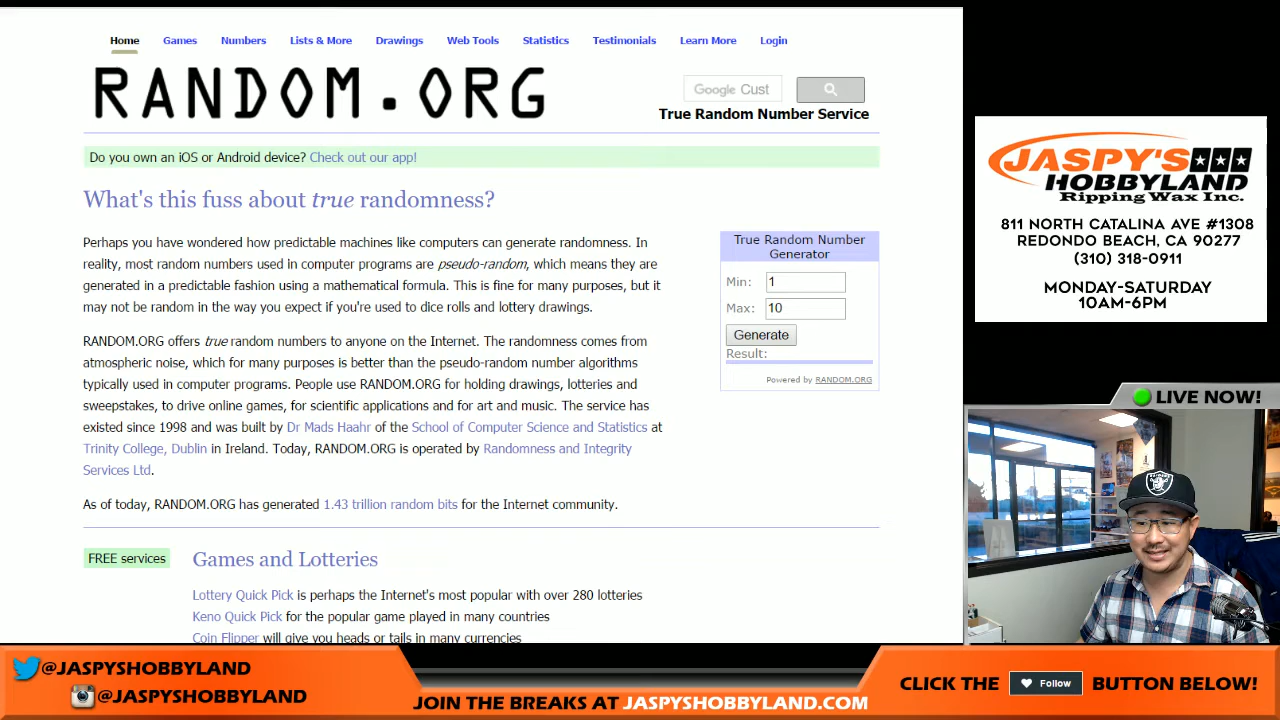 Home Games Numbers Lists & More Drawings Web Tools Statistics Testimonials Learn More Login
RANDOM.ORG
Google Cust
True Random Number Service
Do you own an iOS or Android device? Check out our app!
What's this fuss about true randomness?
Perhaps you have wondered how predictable machines like computers can generate randomness. In
reality, most random numbers used in computer programs are pseudo-random, which means they are
generated in a predictable fashion using a mathematical formula. This is fine for many purposes, but it
may not be random in the way you expect if you're used to dice rolls and lottery drawings.
RANDOM.ORG offers true random numbers to anyone on the Internet. The randomness comes from
atmospheric noise, which for many purposes is better than the pseudo-random number algorithms
typically used in computer programs. People use RANDOM.ORG for holding drawings, lotteries and
sweepstakes, to drive online games, for scientific applications and for art and music. The service has
existed since 1998 and was built by Dr Mads Haahr of the School of Computer Science and Statistics at
Trinity College, Dublin in Ireland. Today, RANDOM.ORG is operated by Randomness and Integrity
Services Ltd.
As of today, RANDOM.ORG has generated 1.43 trillion random bits for the Internet community.
True Random Number
Generator
Min: 1
Max: 10
Generate
Result:
Powered by RANDOM.ORG
FREE services
Games and Lotteries
Lottery Quick Pick is perhaps the Internet's most popular with over 280 lotteries
Keno Quick Pick for the popular game played in many countries
Coin Flipper will give you heads or tails in many currencies
JASPY'S
HOBBYLAND
Ripping Wax Inc.
811 NORTH CATALINA AVE #1308
REDONDO BEACH, CA 90277
(310) 318-0911
MONDAY-SATURDAY
10AM-6PM
LIVE NOW!
RAIDERS
@JASPYSHOBBYLAND
@JASPYSHOBBYLAND
JOIN THE BREAKS AT JASPYSHOBBYLAND.COM
CLICK THE Follow BUTTON BELOW!